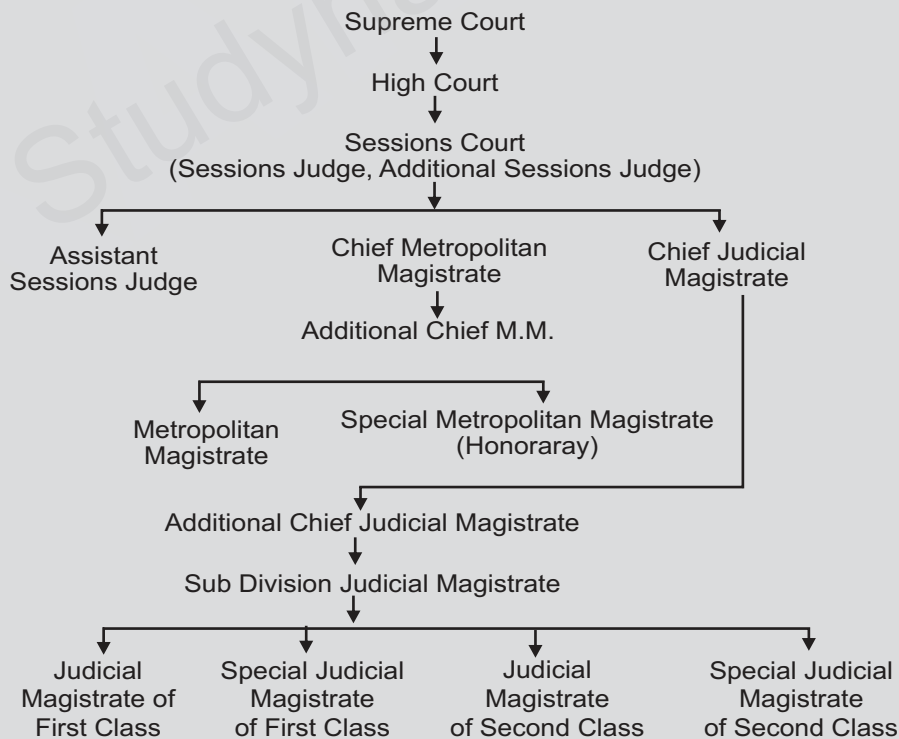 Supreme Court
High Court
Sessions Court
(Sessions Judge, Additional Sessions Judge)
Assistant
Sessions Judge
Chief Metropolitan
Magistrate
Chief Judicial
Magistrate
Additional Chief M.M.
Metropolitan
Magistrate
Special Metropolitan Magistrate
(Honoraray)
Additional Chief Judicial Magistrate
Sub Division Judicial Magistrate
Judicial
Magistrate of
First Class
Special Judicial
Magistrate
of First Class
Judicial
Magistrate
of Second Class
Special Judicial
Magistrate
of Second Class